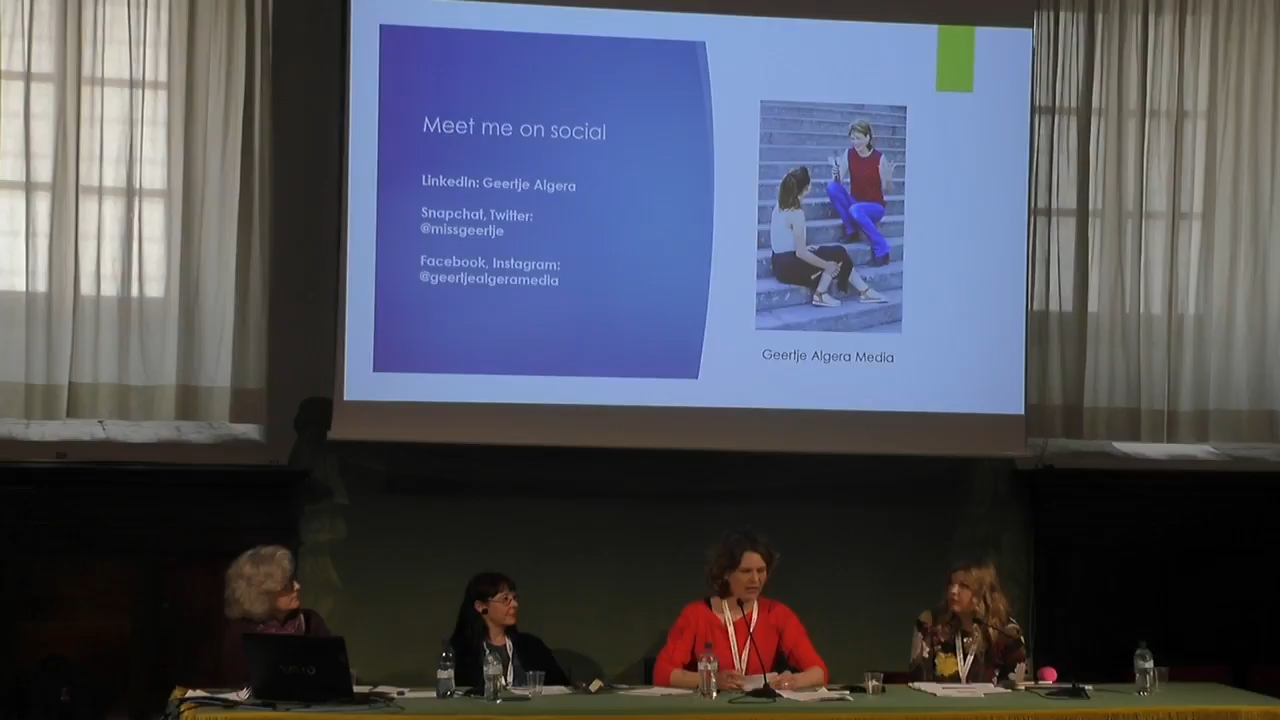 Meet me on social
LinkedIn: Geertje Algera
Snapchat, Twitter:
@missgeertje
Facebook, Instagram:
@geertjealgeramedia
Geertje Algera Media